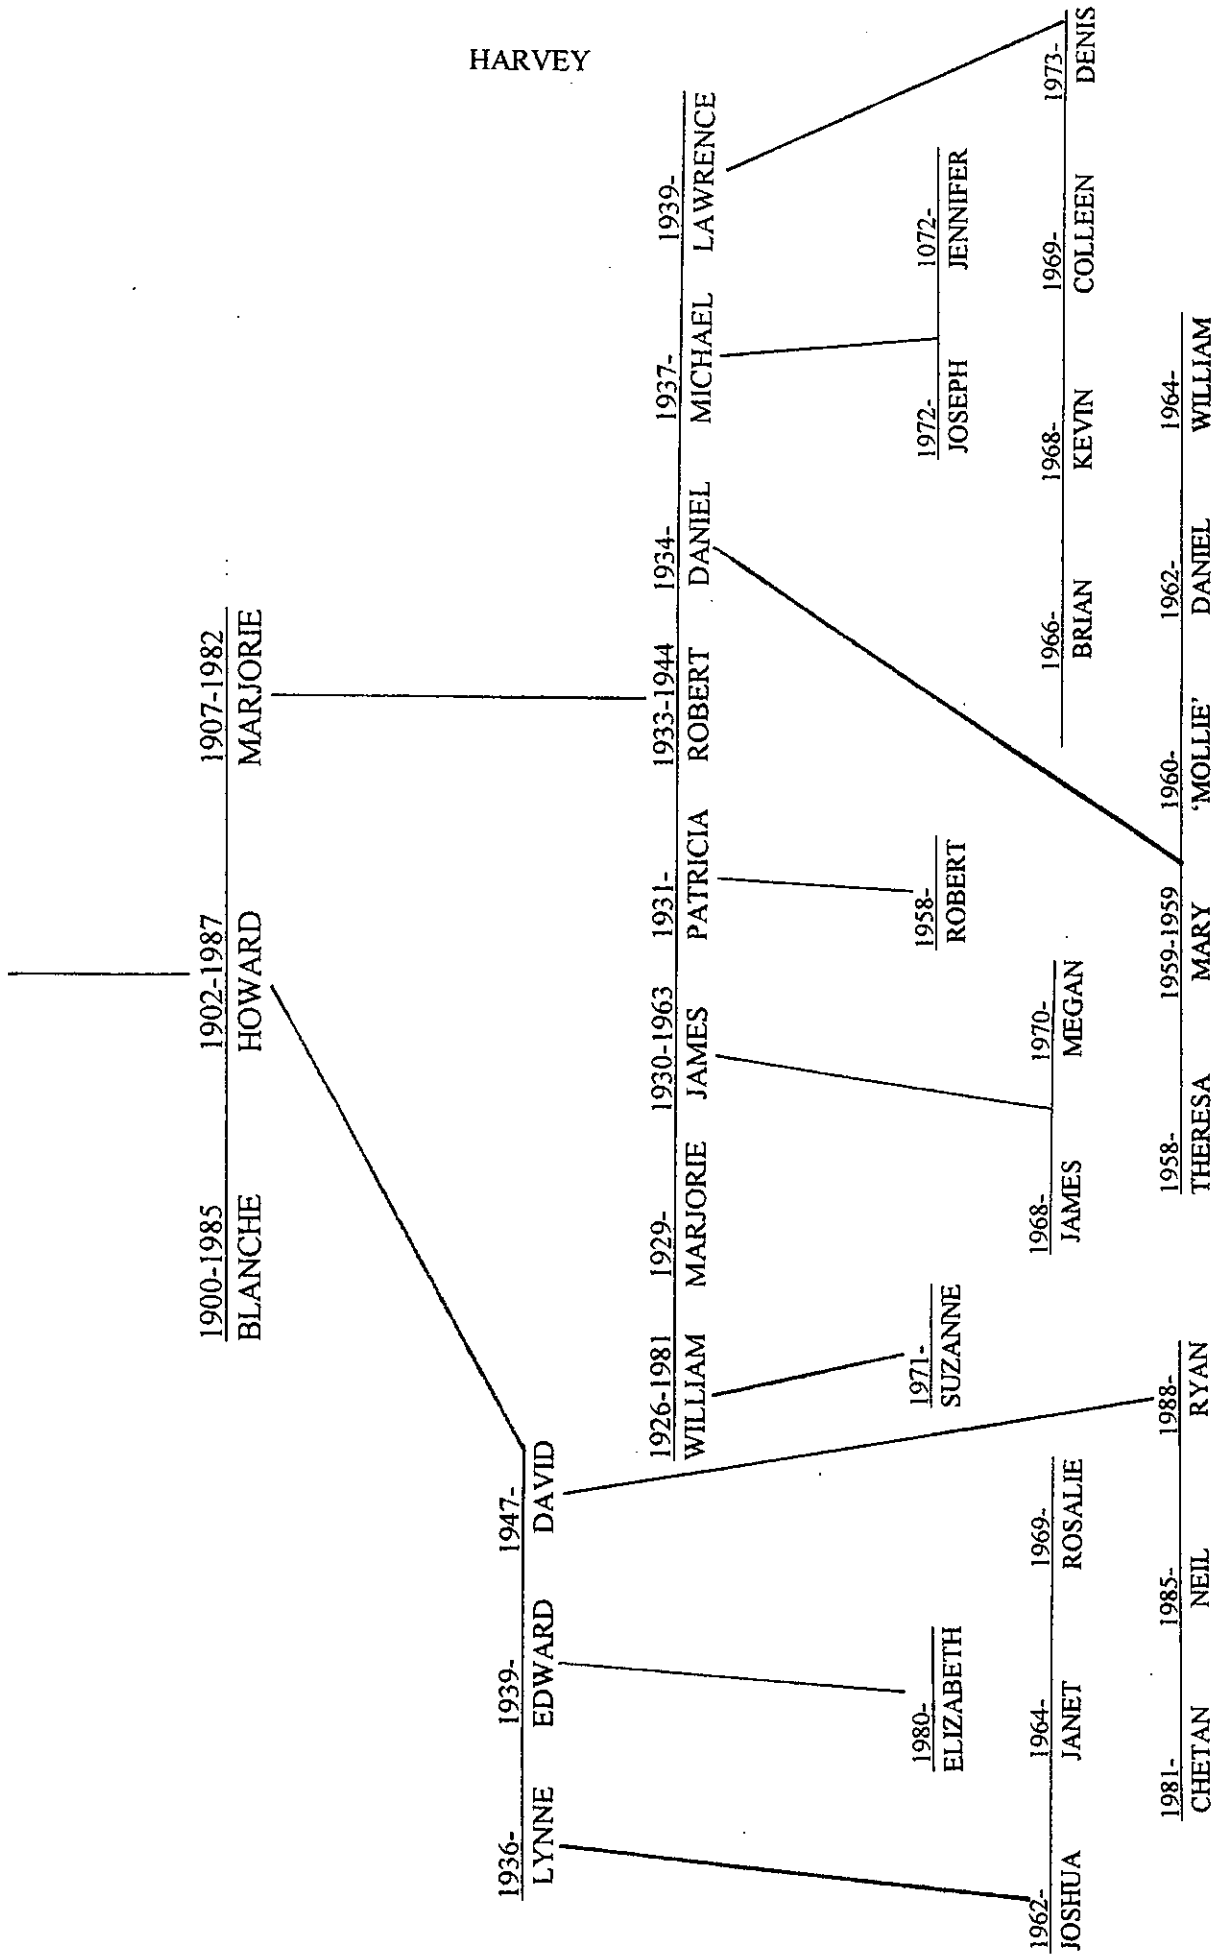 HARVEY
1900-1985 1902-1987 1907-1982
BLANCHE HOWARD MARJORIE
1936- 1939- 1947-
LYNNE EDWARD DAVID
1926-1981 1929- 1930-1963 1931- 1933-1944 1934- 1937- 1939-
WILLIAM MARJORIE JAMES PATRICIA ROBERT DANIEL MICHAEL LAWRENCE
1980- 1971- 1958- 1972- 1072-
ELIZABETH SUZANNE ROBERT JOSEPH JENNIFER
1962- 1964- 1969- 1968- 1970- 1966- 1968- 1969- 1973-
JOSHUA JANET ROSALIE JAMES MEGAN BRIAN KEVIN COLLEEN DENIS
1981- 1985- 1988- 1958- 1959-1959 1960- 1962- 1964-
CHETAN NEIL RYAN THERESA MARY 'MOLLIE' DANIEL WILLIAM